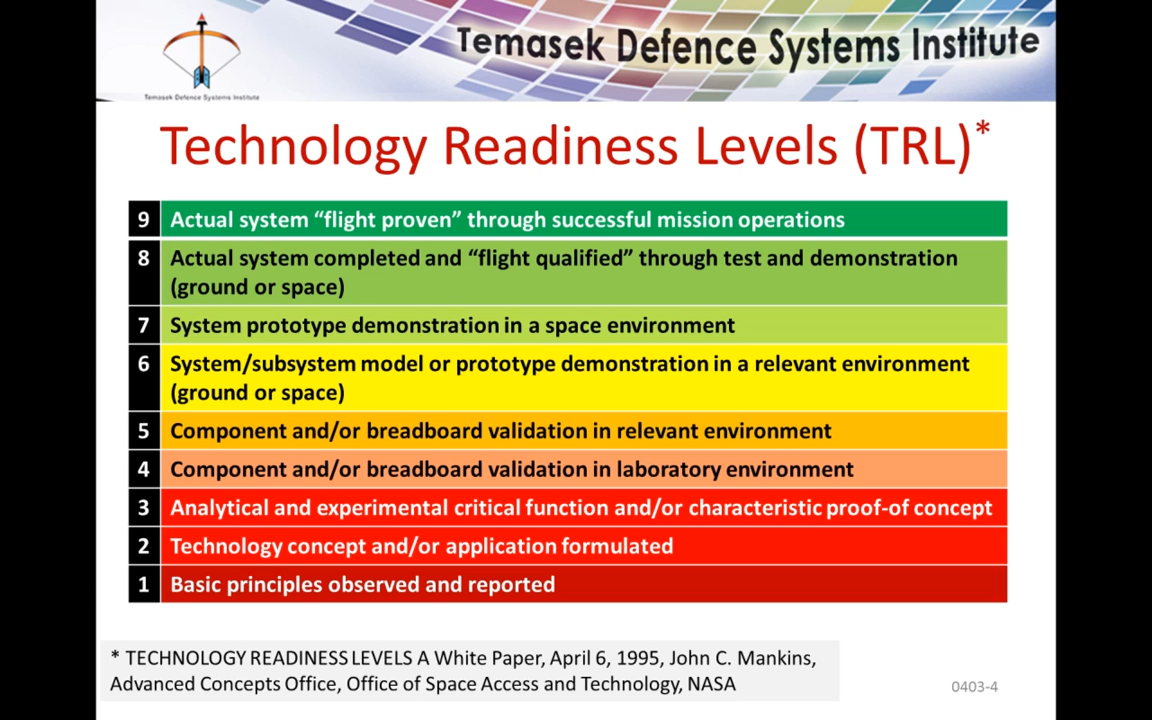 Temasek Defence Systems Institute
Temasek Defence Systems Institute
Technology Readiness Levels (TRL)*
9 Actual system “flight proven” through successful mission operations
8 Actual system completed and “flight qualified” through test and demonstration
(ground or space)
7 System prototype demonstration in a space environment
6 System/subsystem model or prototype demonstration in a relevant environment
(ground or space)
5 Component and/or breadboard validation in relevant environment
4 Component and/or breadboard validation in laboratory environment
3 Analytical and experimental critical function and/or characteristic proof-of concept
2 Technology concept and/or application formulated
1 Basic principles observed and reported
* TECHNOLOGY READINESS LEVELS A White Paper, April 6, 1995, John C. Mankins,
Advanced Concepts Office, Office of Space Access and Technology, NASA
0403-4